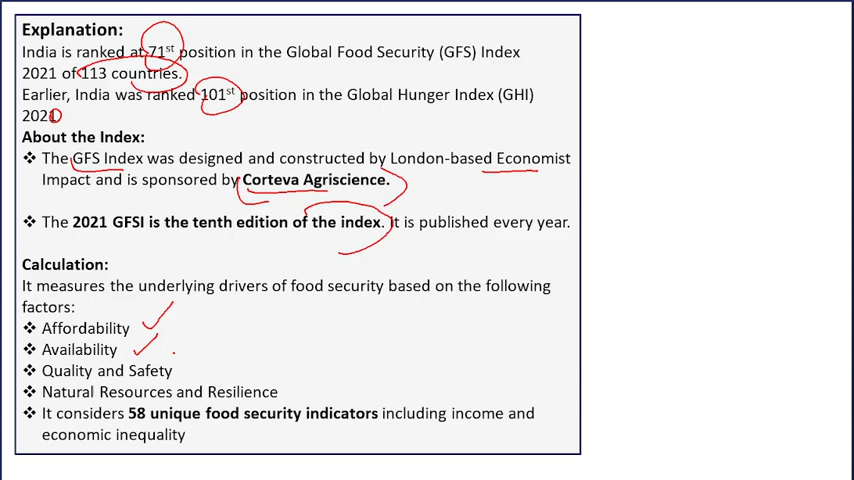 Explanation:
India is ranked at 71st position in the Global Food Security (GFS) Index
2021 of 113 countries.
Earlier, India was ranked 101st position in the Global Hunger Index (GHI)
2021
About the Index:
❖ The GFS Index was designed and constructed by London-based Economist
Impact and is sponsored by Corteva Agriscience.
❖ The 2021 GFSI is the tenth edition of the index. It is published every year.
Calculation:
It measures the underlying drivers of food security based on the following
factors:
❖ Affordability
❖ Availability
❖ Quality and Safety
❖ Natural Resources and Resilience
❖ It considers 58 unique food security indicators including income and
economic inequality